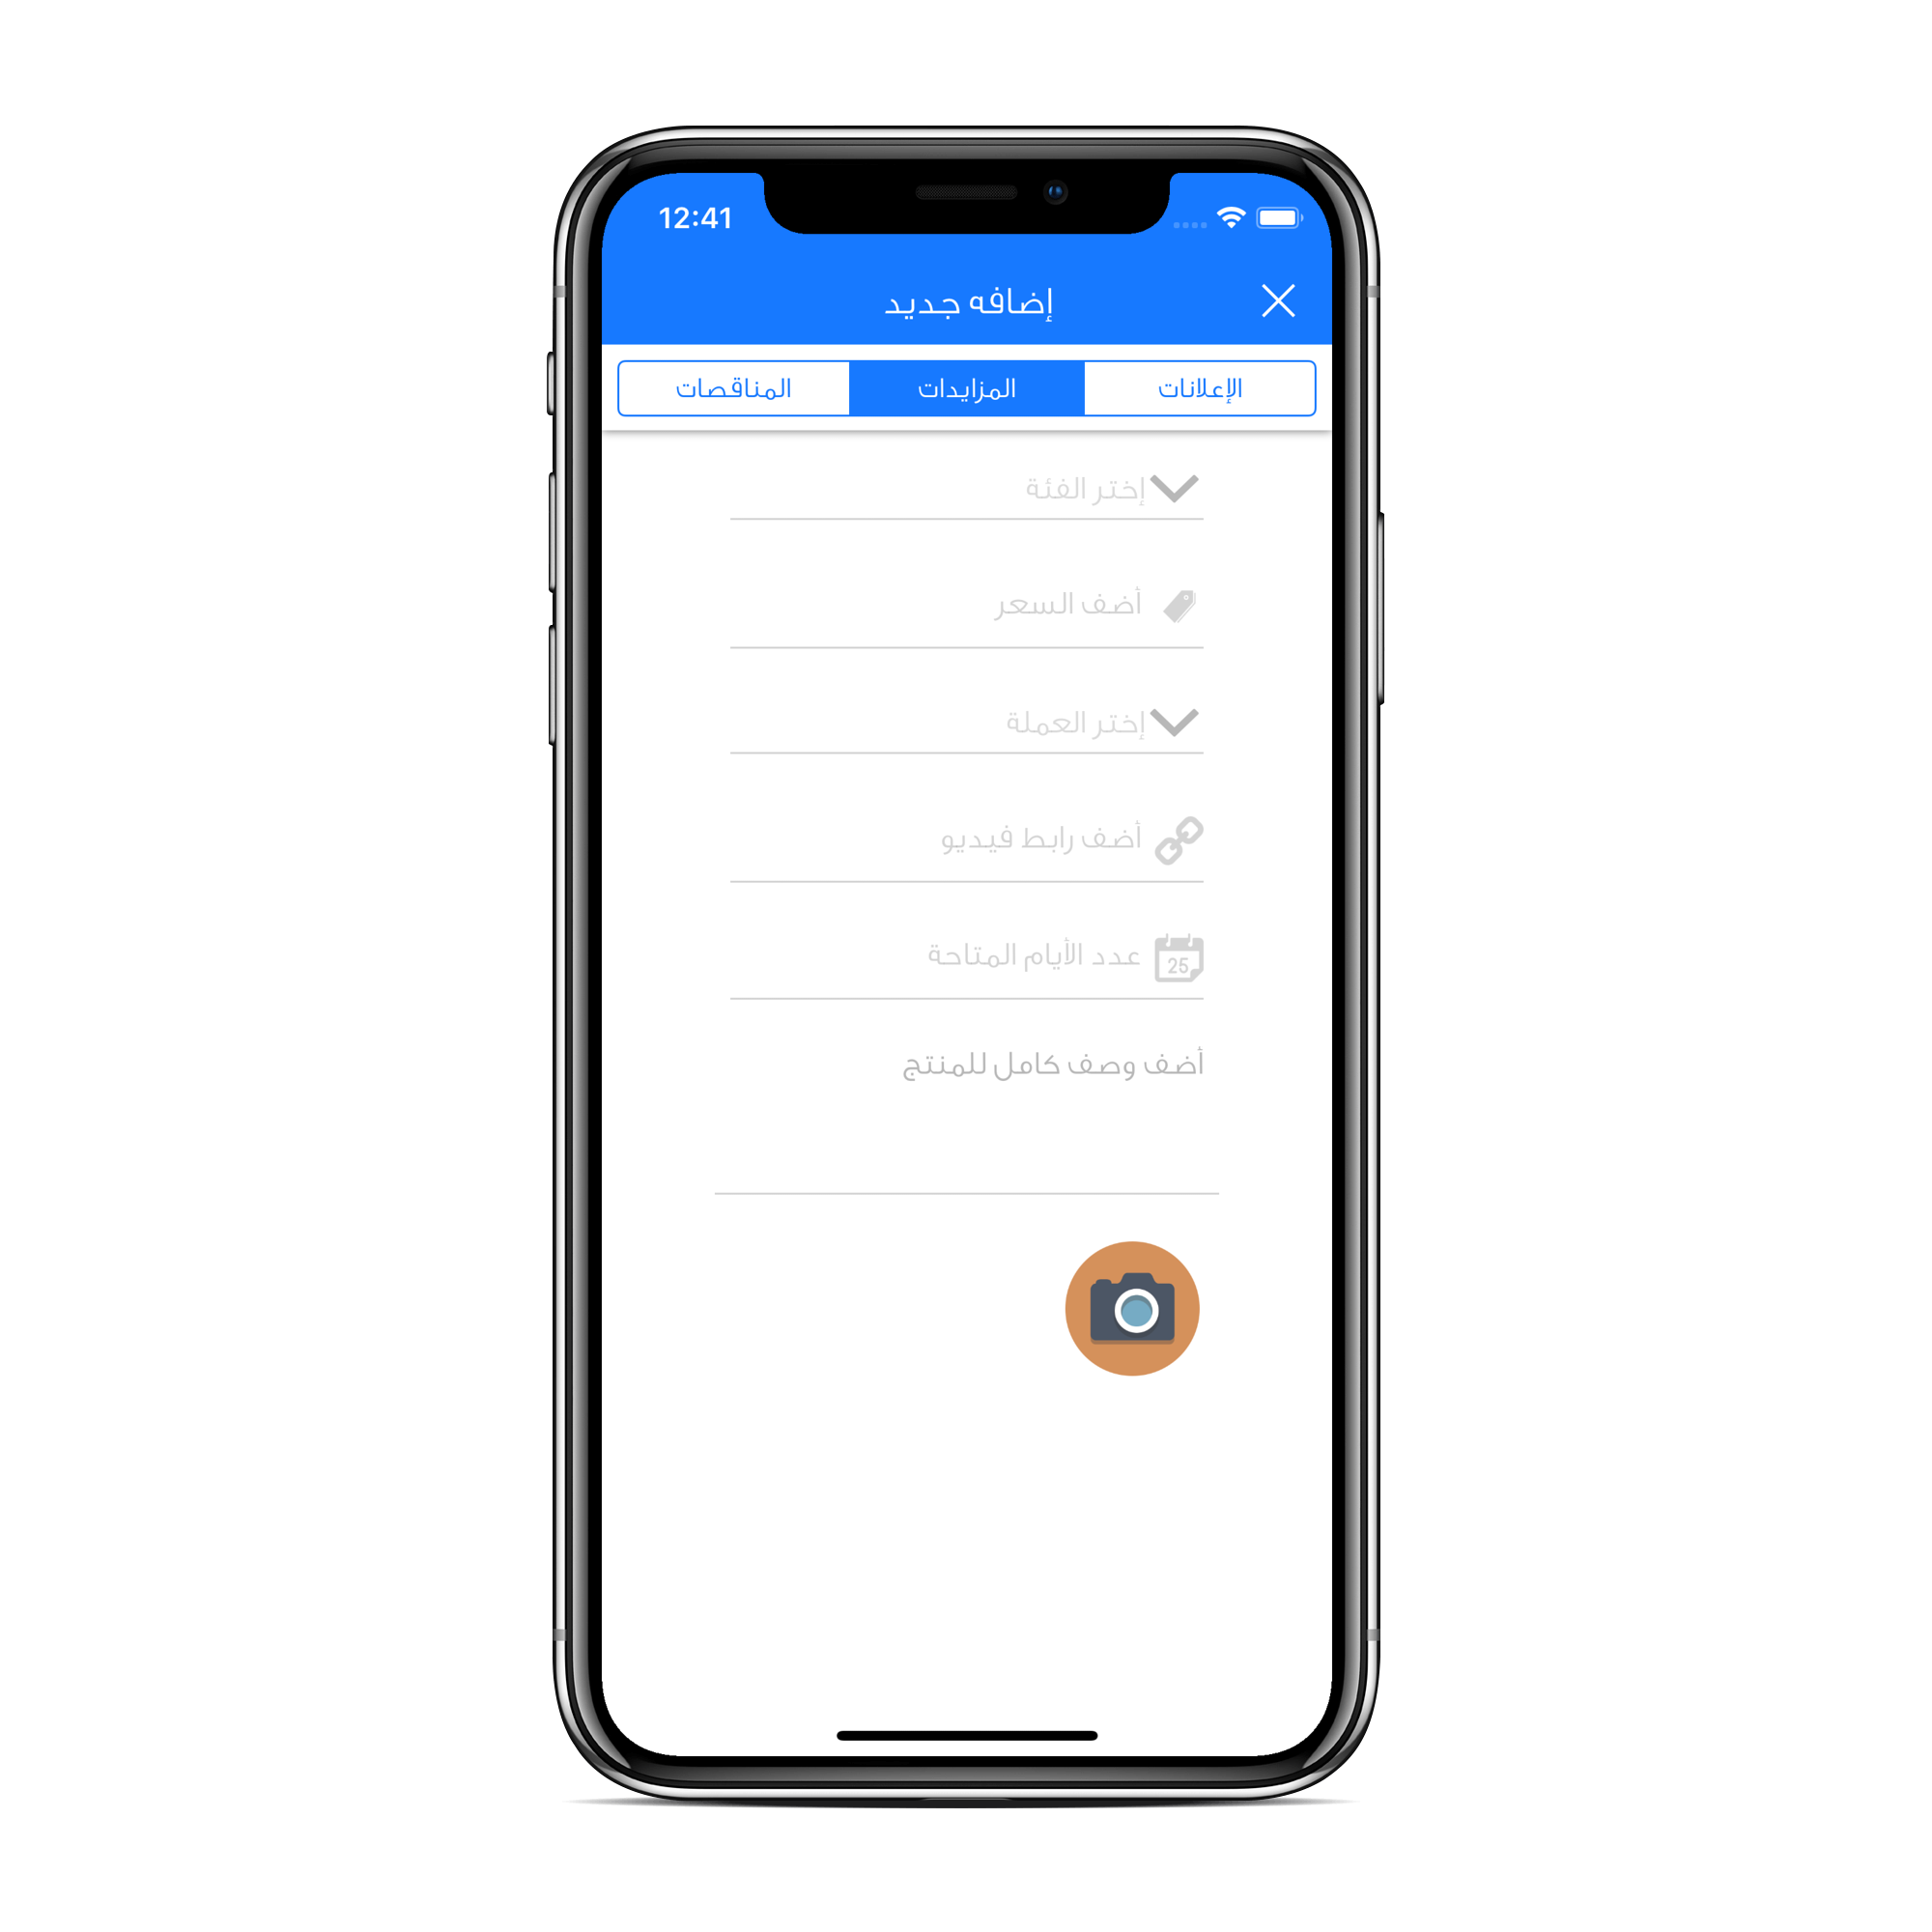 12:41
إضافه جديد
الإعلانات
المزايدات
المناقصات
إختر الفئة
أضف السعر
إختر العملة
أضف رابط فيديو
عدد الأيام المتاحة
25
أضف وصف كامل للمنتج